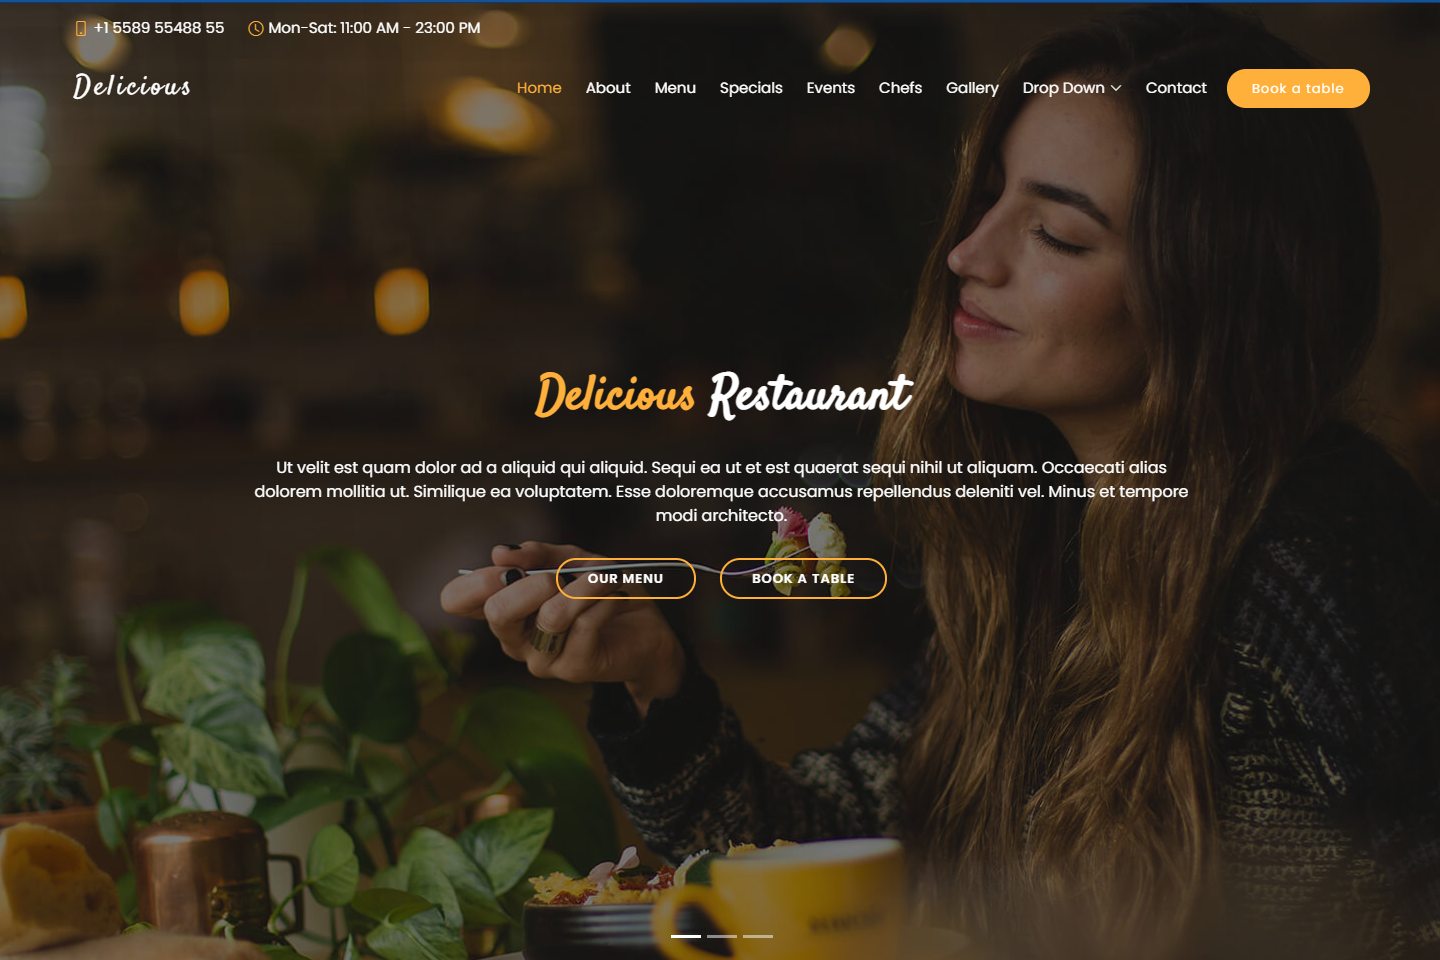 +1 5589 55488 55
Mon-Sat: 11:00 AM - 23:00 PM
Delicious
Home
About
Menu
Specials
Events
Chefs
Gallery
Drop Down
Contact
Book a table
Delicious Restaurant
Ut velit est quam dolor ad a aliquid qui aliquid. Sequi ea ut et est quaerat sequi nihil ut aliquam. Occaecati alias
dolorem mollitia ut. Similique ea voluptatem. Esse doloremque accusamus repellendus deleniti vel. Minus et tempore
modi architecto.
OUR MENU
BOOK A TABLE